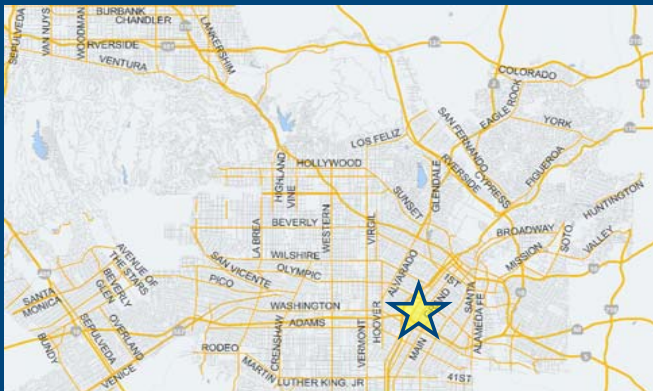 BURBANK
CHANDLER
SEPULVEDA
VAN NUYS
WOODMAN
RVERSIDE
LANKERSHIM
VENTURA
COLORADO
EAGLE ROCK
YORK
SAN FERNANDO
LOS FELIZ
RVERSIDE
CYPRESS
FIGUEROA
HOLLYWOOD
HIGHLAND
VINE
SUNSET
GLENDALE
HUNTINGTON
LA BREA
BEVERLY
WESTERN
VIRGIL
BROADWAY
SOTO
VALLEY
MISSION
AVENUE OF
THE STARS
WILSHIRE
SAN VICENTE
OLYMPIC
PICO
ALVARADO
1ST
2ND
SANTA FE
ALAMEDA
SANTA
MONICA
BEVERLY
GLEN
WASHINGTON
HOOVER
ADAMS
OVERLAND
SEPULVEDA
BUNDY
VENICE
RODEO
CRENSHAW
VERMONT
MAIN
MARTIN
LUTHER KING, JR
41ST